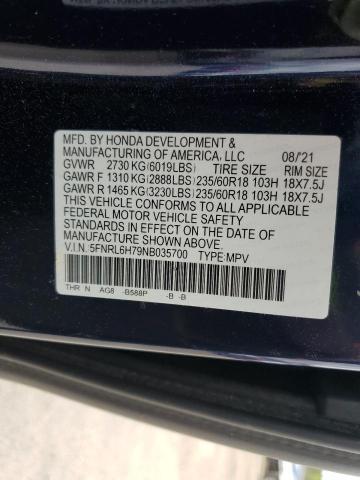 MFD. BY HONDA DEVELOPMENT &
MANUFACTURING OF AMERICA, LLC 08/'21
GVWR 2730 KG(6019LBS) TIRE SIZE RIM SIZE
GAWR F 1310 KG(2888LBS) 235/60R18 103H 18X7.5J
GAWR R 1465 KG(3230LBS) 235/60R18 103H 18X7.5J
THIS VEHICLE CONFORMS TO ALL APPLICABLE
FEDERAL MOTOR VEHICLE SAFETY
STANDARDS IN EFFECT ON THE DATE OF
MANUFACTURE SHOWN ABOVE.
V.I.N. 5FNRL6H79NB035700 TYPE: MPV
THR N AG8 -B588P -B -B